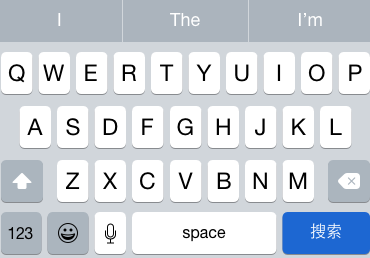 I The I'm
Q W E R T Y U I O P
A S D F G H J K L
Z X C V B N M
123 space 搜索